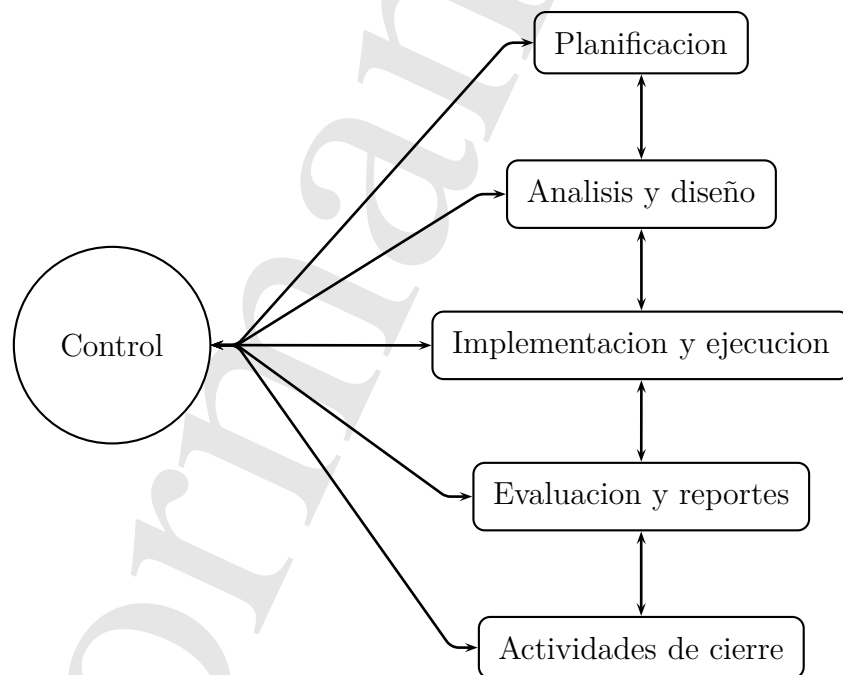 Planificacion
Analisis y diseño
Control
Implementacion y ejecucion
Evaluacion y reportes
Actividades de cierre